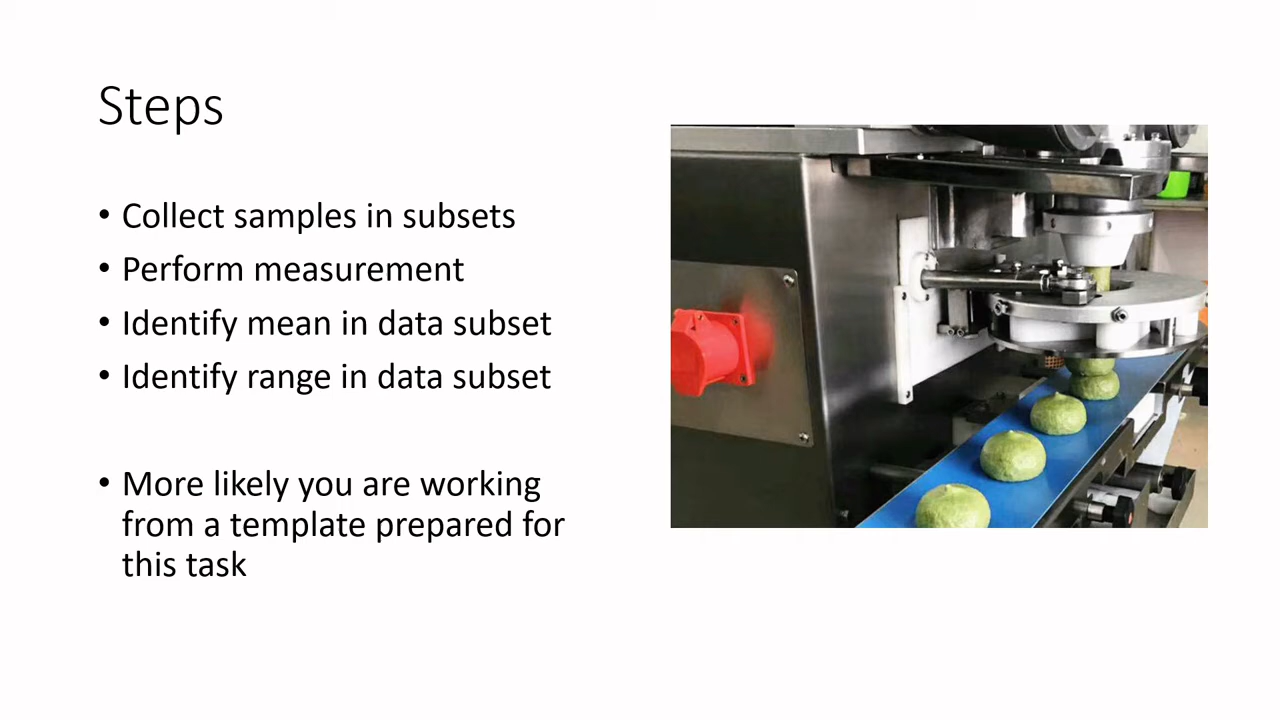 Steps
• Collect samples in subsets
• Perform measurement
• Identify mean in data subset
• Identify range in data subset
• More likely you are working
from a template prepared for
this task